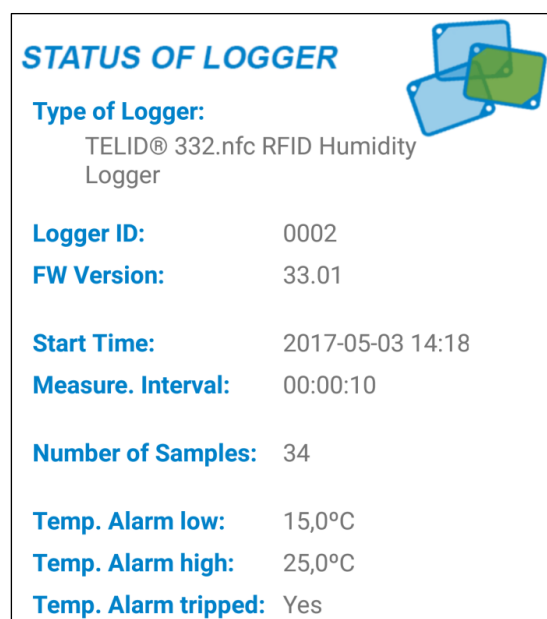 STATUS OF LOGGER
Type of Logger:
TELID® 332.nfc RFID Humidity
Logger
Logger ID: 0002
FW Version: 33.01
Start Time: 2017-05-03 14:18
Measure. Interval: 00:00:10
Number of Samples: 34
Temp. Alarm low: 15,0ºC
Temp. Alarm high: 25,0ºC
Temp. Alarm tripped: Yes